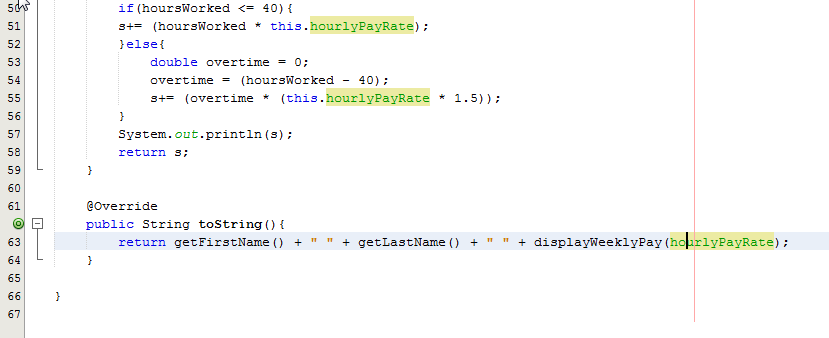 50 if(hoursWorked <= 40){
51 s+= (hoursWorked * this.hourlyPayRate);
52 }else{
53 double overtime = 0;
54 overtime = (hoursWorked - 40);
55 s+= (overtime * (this.hourlyPayRate * 1.5));
56 }
57 System.out.println(s);
58 return s;
59 }
60
61 @Override
public String toString(){
63 return getFirstName() + " " + getLastName() + " " + displayWeeklyPay(hourlyPayRate);
64 }
65
66 }
67